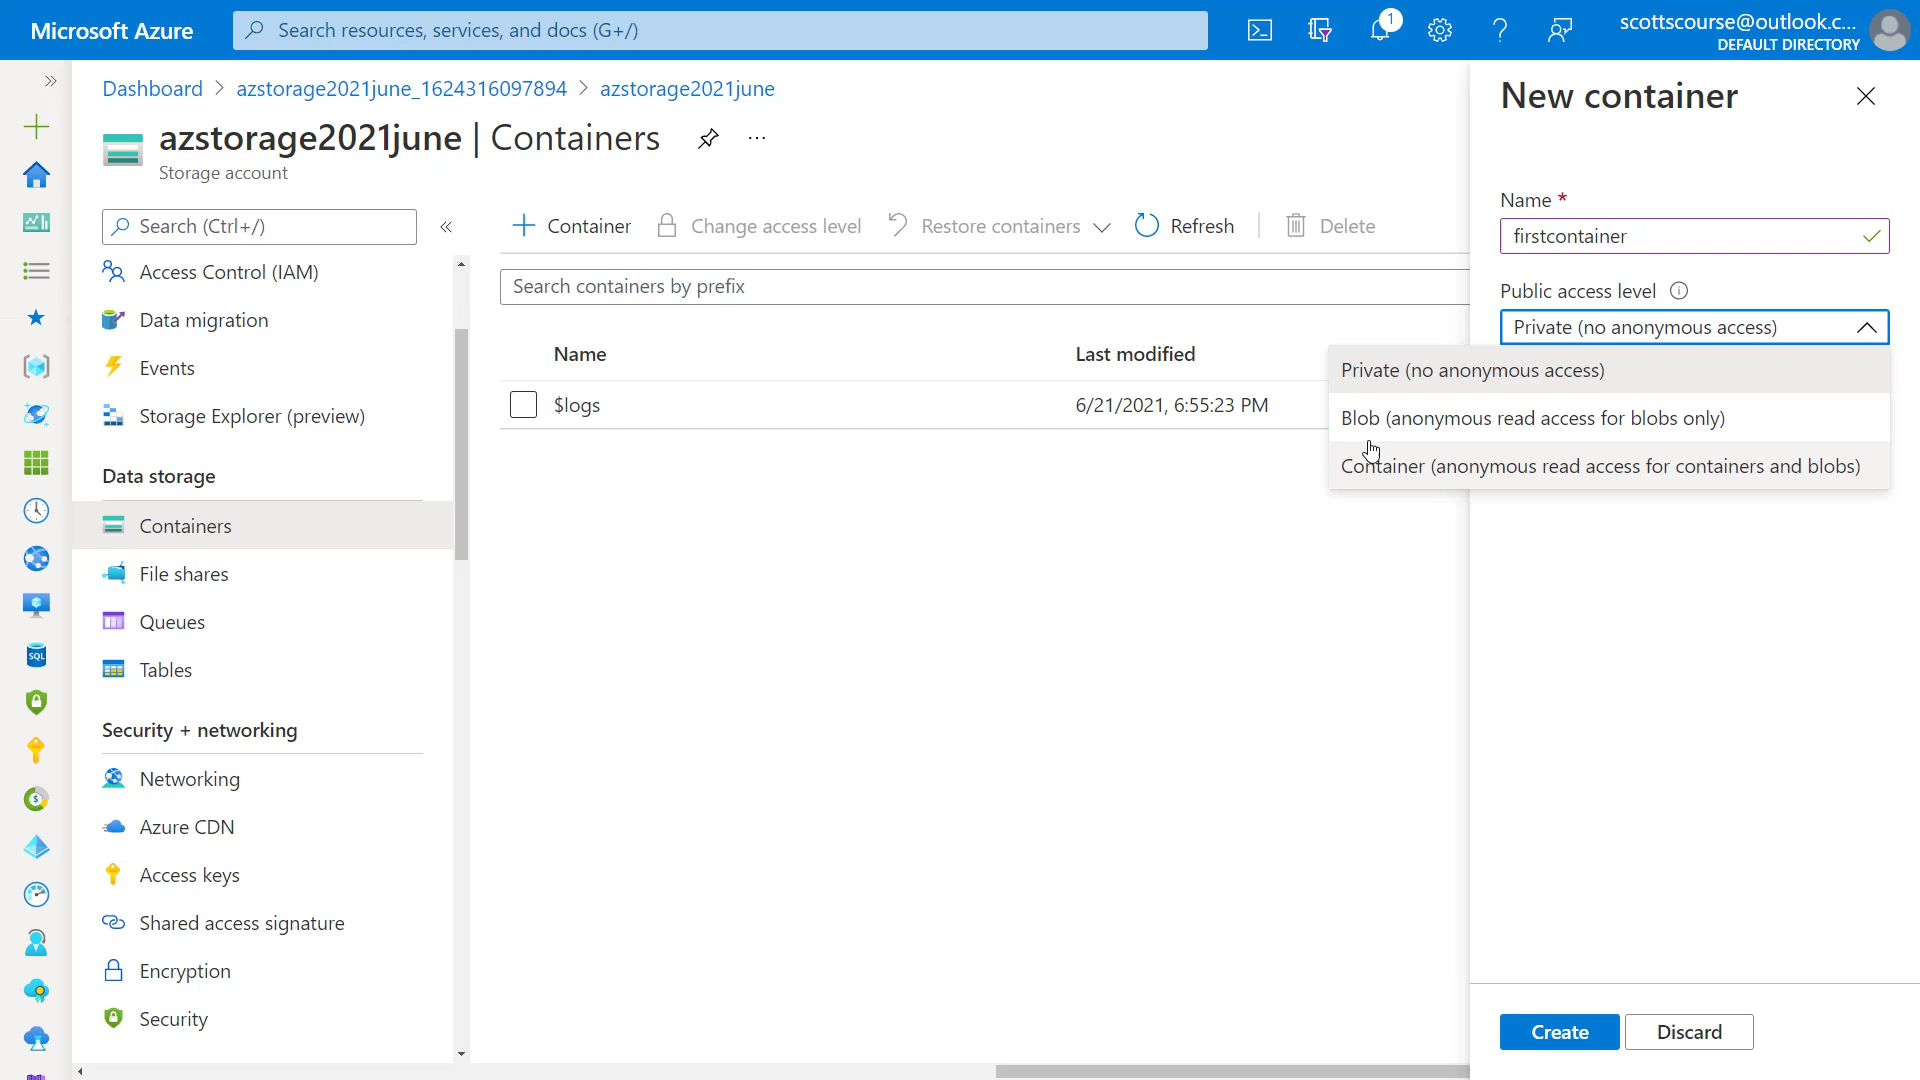 Microsoft Azure
Search resources, services, and docs (G+/)
1
scottscourse@outlook.c...
DEFAULT DIRECTORY
Dashboard > azstorage2021june_1624316097894 > azstorage2021june
azstorage2021june | Containers
Storage account
Search (Ctrl+/)
Access Control (IAM)
Data migration
Events
Storage Explorer (preview)
Data storage
Containers
File shares
Queues
Tables
Security + networking
Networking
Azure CDN
Access keys
Shared access signature
Encryption
Security
SQL
Container
Change access level
Restore containers
Refresh
Delete
Search containers by prefix
Name Last modified
$logs 6/21/2021, 6:55:23 PM
New container
Name *
firstcontainer
Public access level
Private (no anonymous access)
Private (no anonymous access)
Blob (anonymous read access for blobs only)
Container (anonymous read access for containers and blobs)
Create
Discard